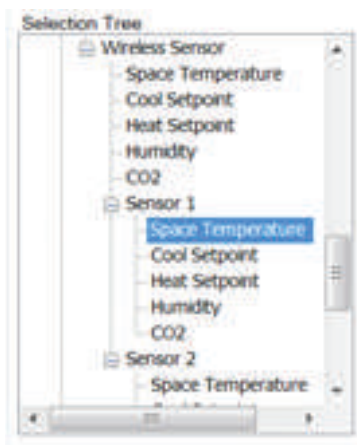 Selection Tree
Wireless Sensor
Space Temperature
Cool Setpoint
Heat Setpoint
Humidity
CO2
Sensor 1
Space Temperature
Cool Setpoint
Heat Setpoint
Humidity
CO2
Sensor 2
Space Temperature